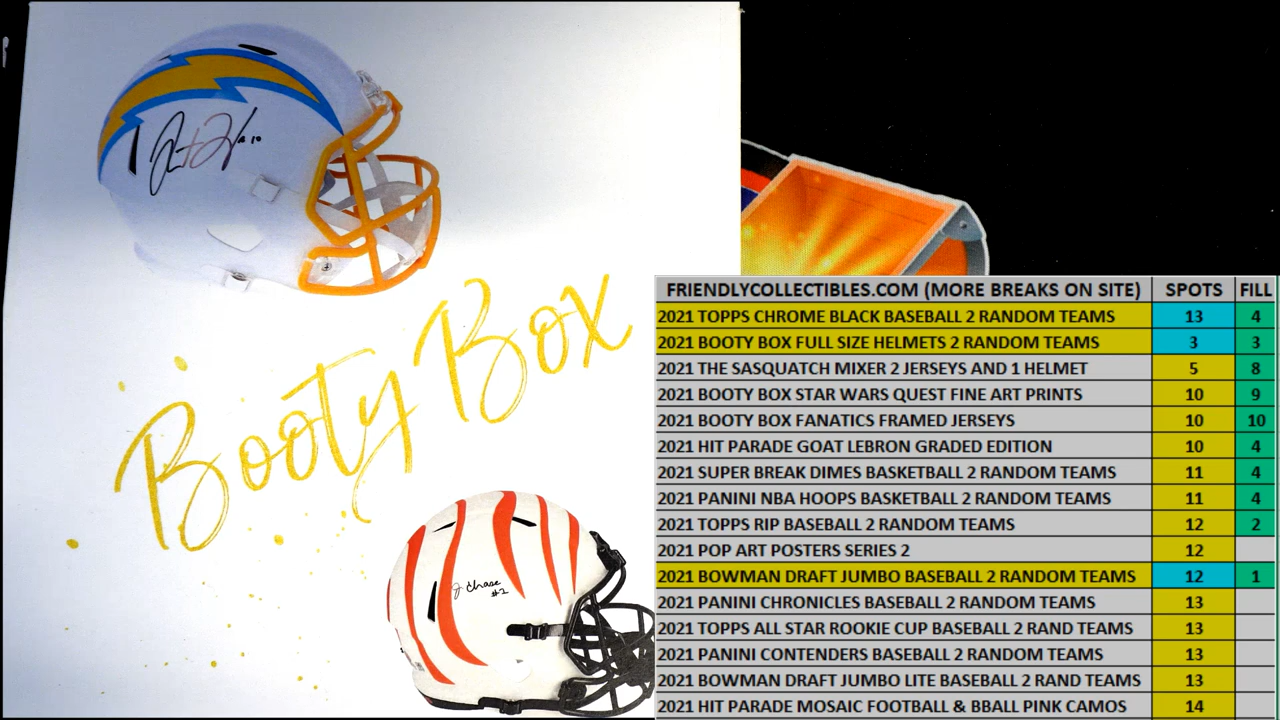 Booty Box
J Chase
#1
FRIENDLYCOLLECTIBLES.COM (MORE BREAKS ON SITE) SPOTS FILL
2021 TOPPS CHROME BLACK BASEBALL 2 RANDOM TEAMS 13 4
2021 BOOTY BOX FULL SIZE HELMETS 2 RANDOM TEAMS 3 3
2021 THE SASQUATCH MIXER 2 JERSEYS AND 1 HELMET 5 8
2021 BOOTY BOX STAR WARS QUEST FINE ART PRINTS 10 9
2021 BOOTY BOX FANATICS FRAMED JERSEYS 10 10
2021 HIT PARADE GOAT LEBRON GRADED EDITION 10 4
2021 SUPER BREAK DIMES BASKETBALL 2 RANDOM TEAMS 11 4
2021 PANINI NBA HOOPS BASKETBALL 2 RANDOM TEAMS 11 4
2021 TOPPS RIP BASEBALL 2 RANDOM TEAMS 12 2
2021 POP ART POSTERS SERIES 2 12
2021 BOWMAN DRAFT JUMBO BASEBALL 2 RANDOM TEAMS 12 1
2021 PANINI CHRONICLES BASEBALL 2 RANDOM TEAMS 13
2021 TOPPS ALL STAR ROOKIE CUP BASEBALL 2 RAND TEAMS 13
2021 PANINI CONTENDERS BASEBALL 2 RANDOM TEAMS 13
2021 BOWMAN DRAFT JUMBO LITE BASEBALL 2 RAND TEAMS 13
2021 HIT PARADE MOSAIC FOOTBALL & BBALL PINK CAMOS 14